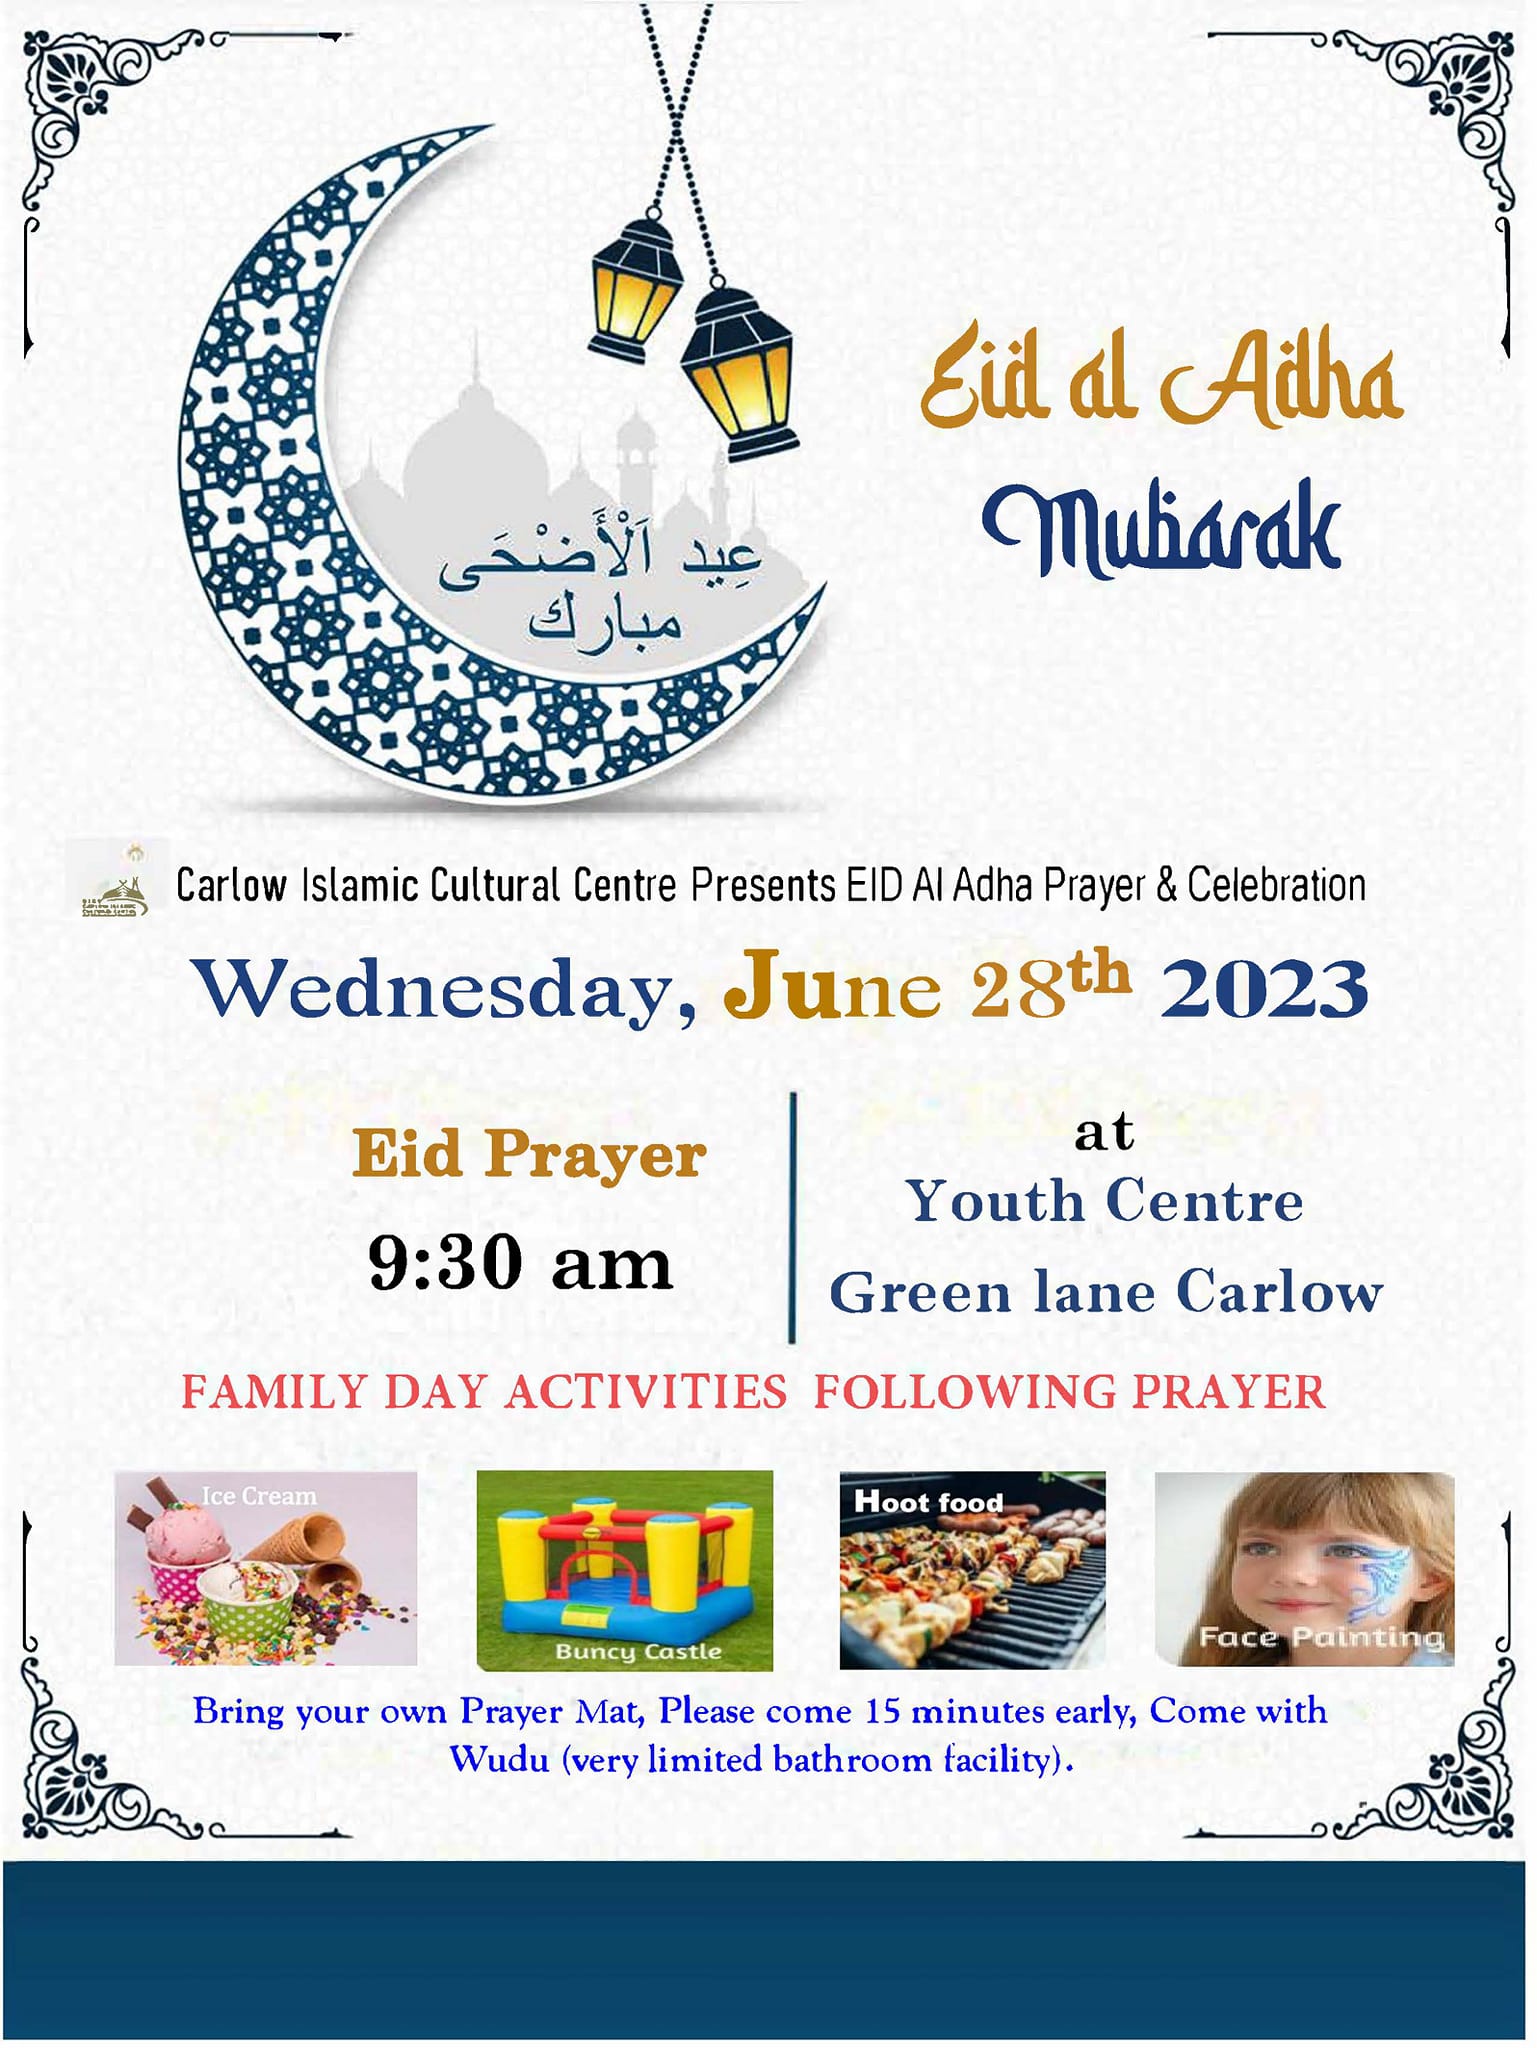 Eid al Adha
Mubarak
عِيد اَلْأَضْحَى
مبارك
Carlow Islamic Cultural Centre Presents EID Al Adha Prayer & Celebration
Wednesday, June 28th 2023
Eid Prayer
9:30 am
at
Youth Centre
Green lane Carlow
FAMILY DAY ACTIVITIES FOLLOWING PRAYER
Ice Cream
Buncy Castle
Hoot food
Face Painting
Bring your own Prayer Mat, Please come 15 minutes early, Come with
Wudu (very limited bathroom facility).